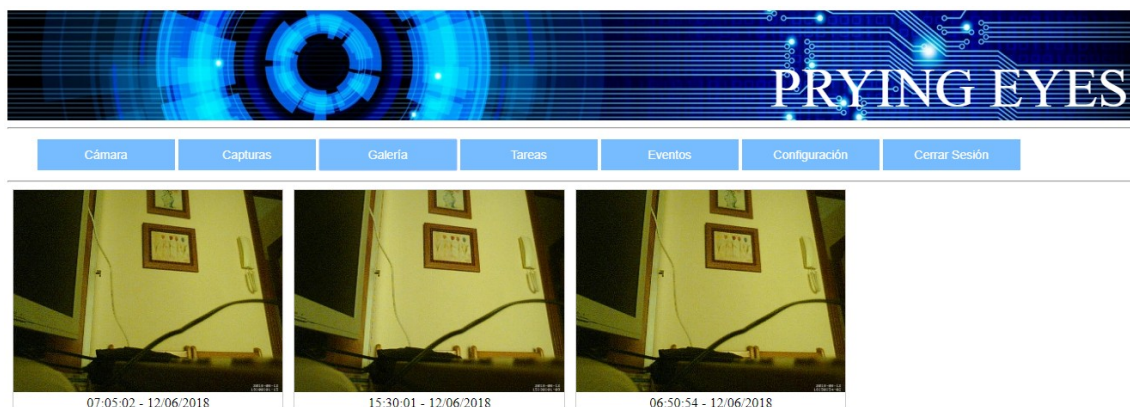 PRYING EYES
Cámara
Capturas
Galería
Tareas
Eventos
Configuración
Cerrar Sesión
07:05:02 - 12/06/2018
15:30:01 - 12/06/2018
06:50:54 - 12/06/2018